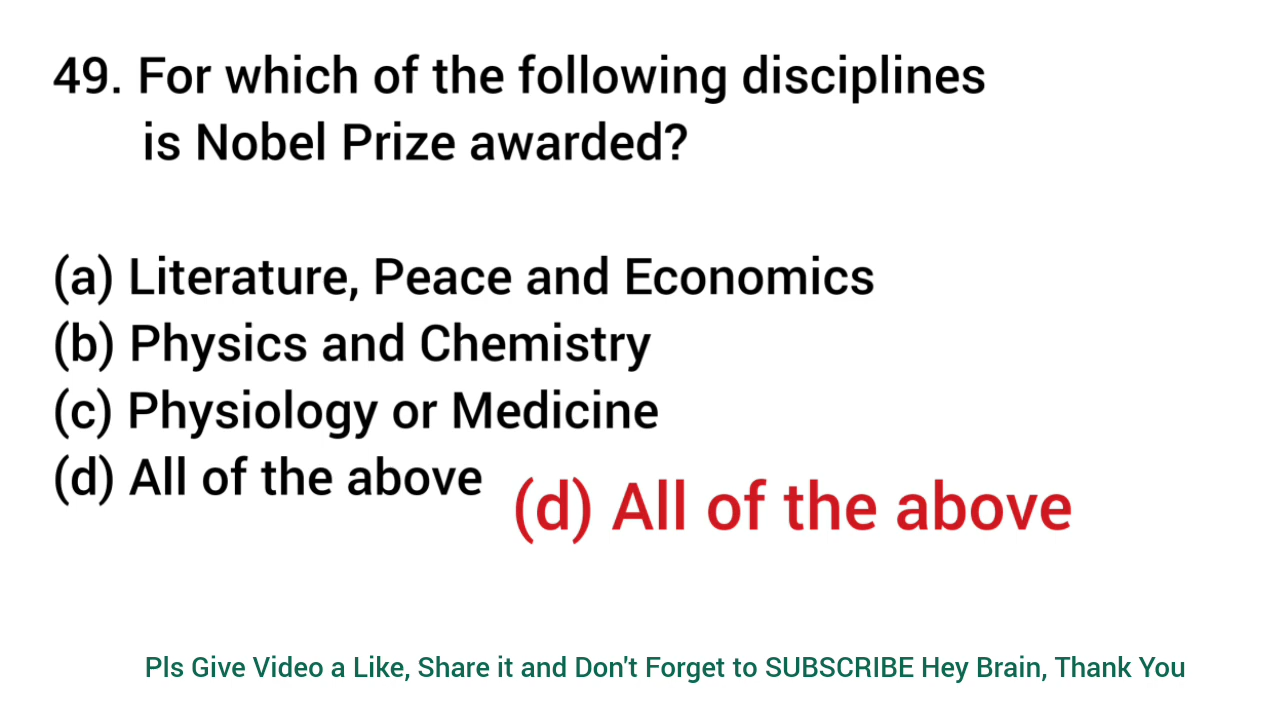 49. For which of the following disciplines
is Nobel Prize awarded?
(a) Literature, Peace and Economics
(b) Physics and Chemistry
(c) Physiology or Medicine
(d) All of the above
(d) All of the above
Pls Give Video a Like, Share it and Don't Forget to SUBSCRIBE Hey Brain, Thank You